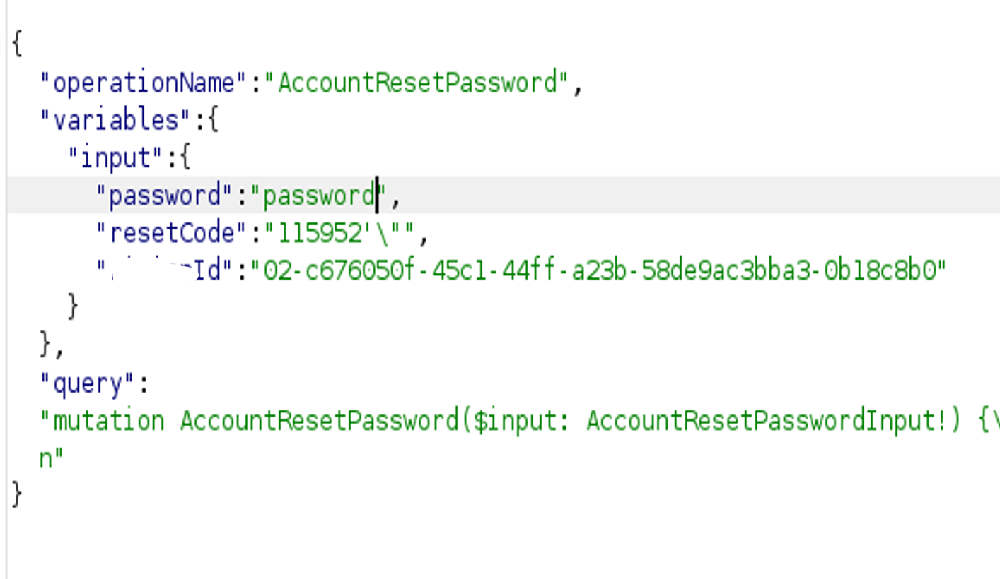 {
"operationName":"AccountResetPassword",
"variables":{
"input":{
"password":"password",
"resetCode":"115952'\"",
Id":"02-c676050f-45c1-44ff-a23b-58de9ac3bba3-0b18c8b0"
}
},
"query":
"mutation AccountResetPassword($input: AccountResetPasswordInput!) {\
n"
}